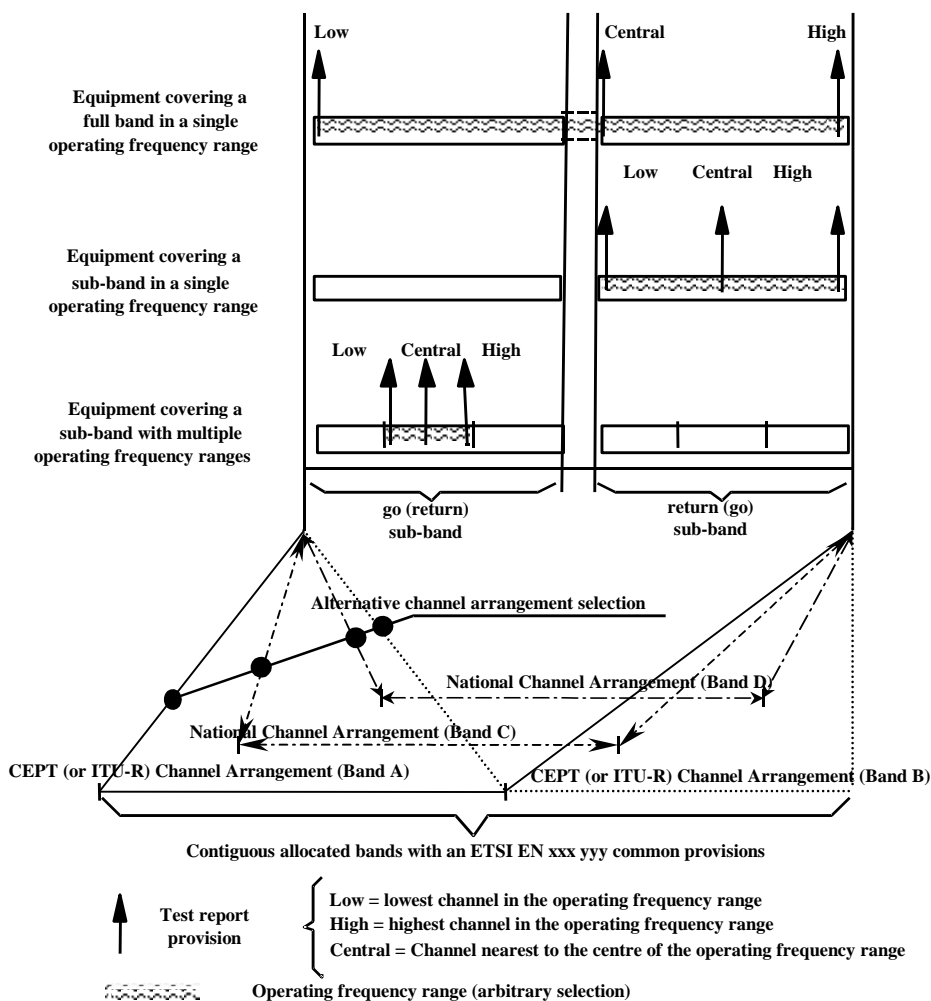 Low
Central
High
Equipment covering a
full band in a single
operating frequency range
Low
Central
High
Equipment covering a
sub-band in a single
operating frequency range
Low
Central
High
Equipment covering a
sub-band with multiple
operating frequency ranges
go (return)
sub-band
return (go)
sub-band
Alternative channel arrangement selection
National Channel Arrangement (Band D)
National Channel Arrangement (Band C)
CEPT (or ITU-R) Channel Arrangement (Band A)
CEPT (or ITU-R) Channel Arrangement (Band B)
Contiguous allocated bands with an ETSI EN xxx yyy common provisions
Test report
provision
Low = lowest channel in the operating frequency range
High = highest channel in the operating frequency range
Central = Channel nearest to the centre of the operating frequency range
Operating frequency range (arbitrary selection)